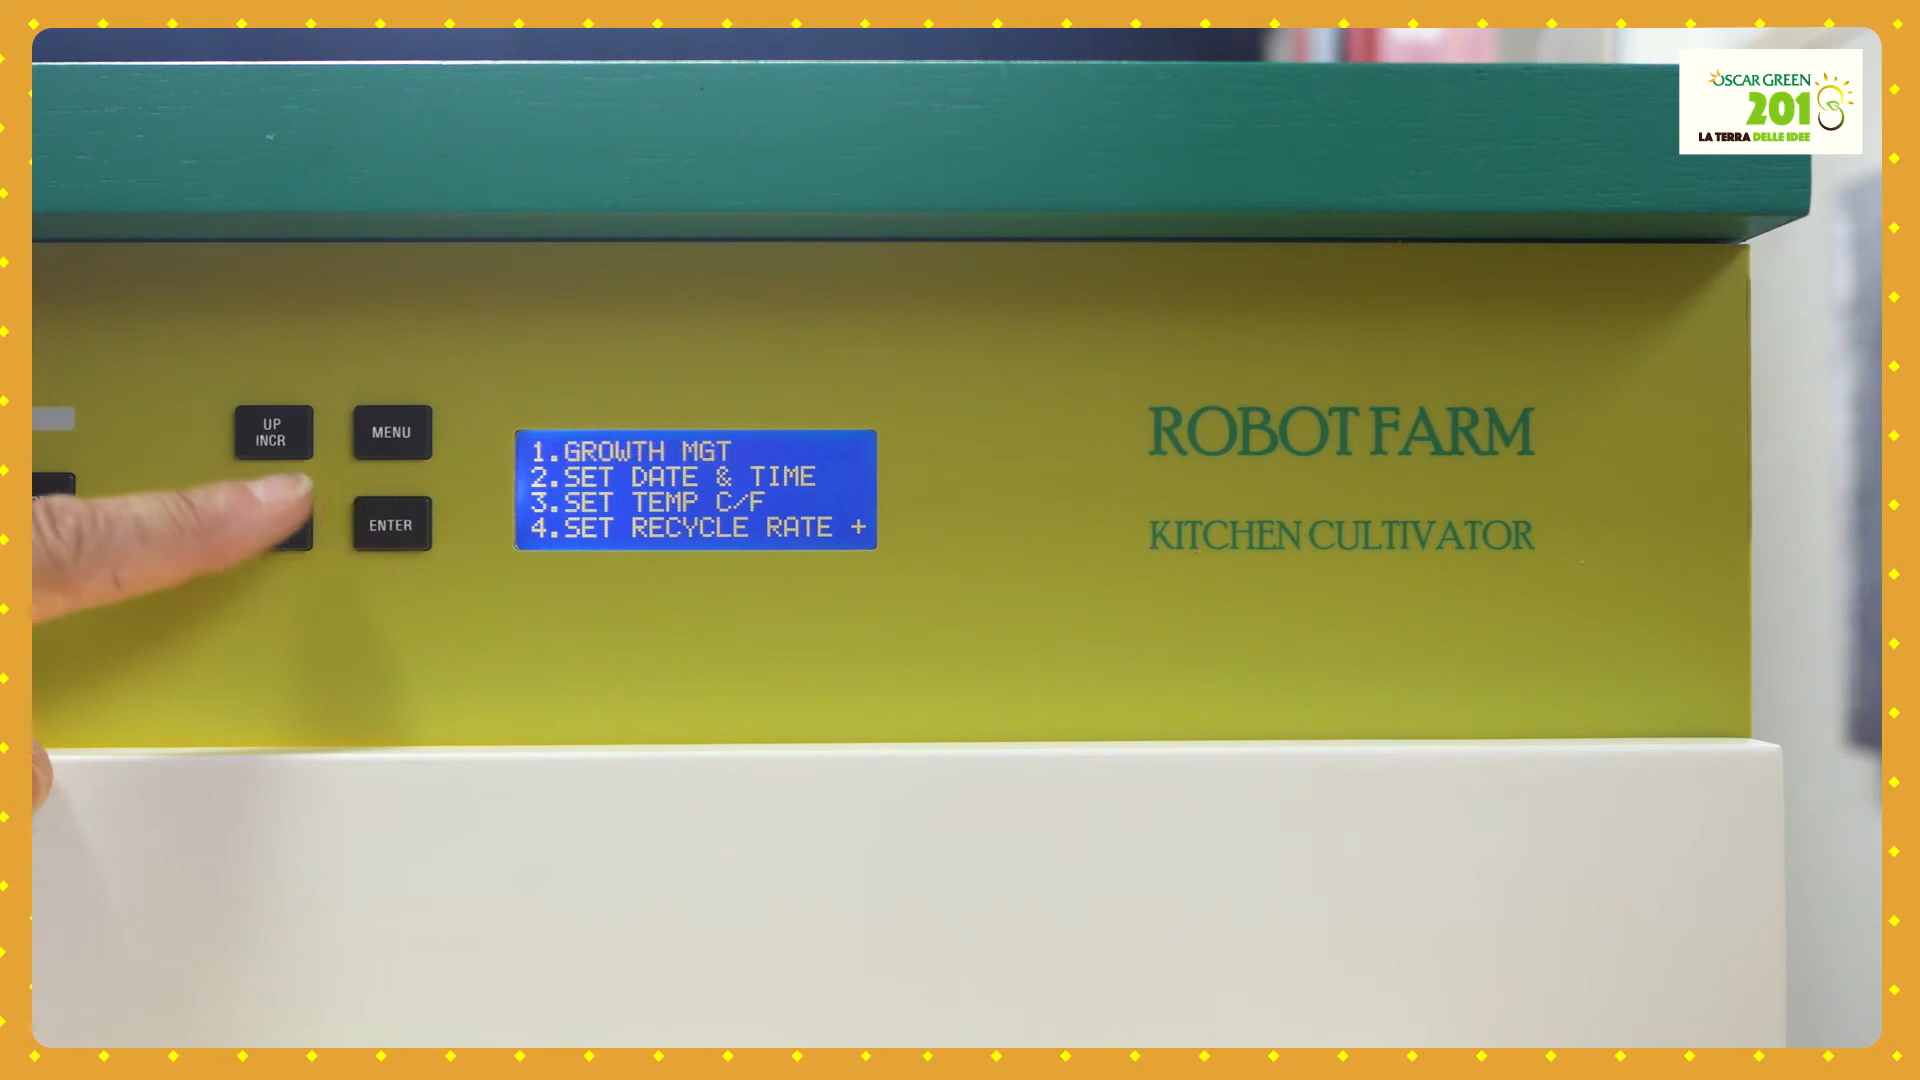 OSCAR GREEN
201
LA TERRA DELLE IDEE
UP
INCR
MENU
ENTER
1.GROWTH MGT
2.SET DATE & TIME
3.SET TEMP C/F
4.SET RECYCLE RATE +
ROBOT FARM
KITCHEN CULTIVATOR